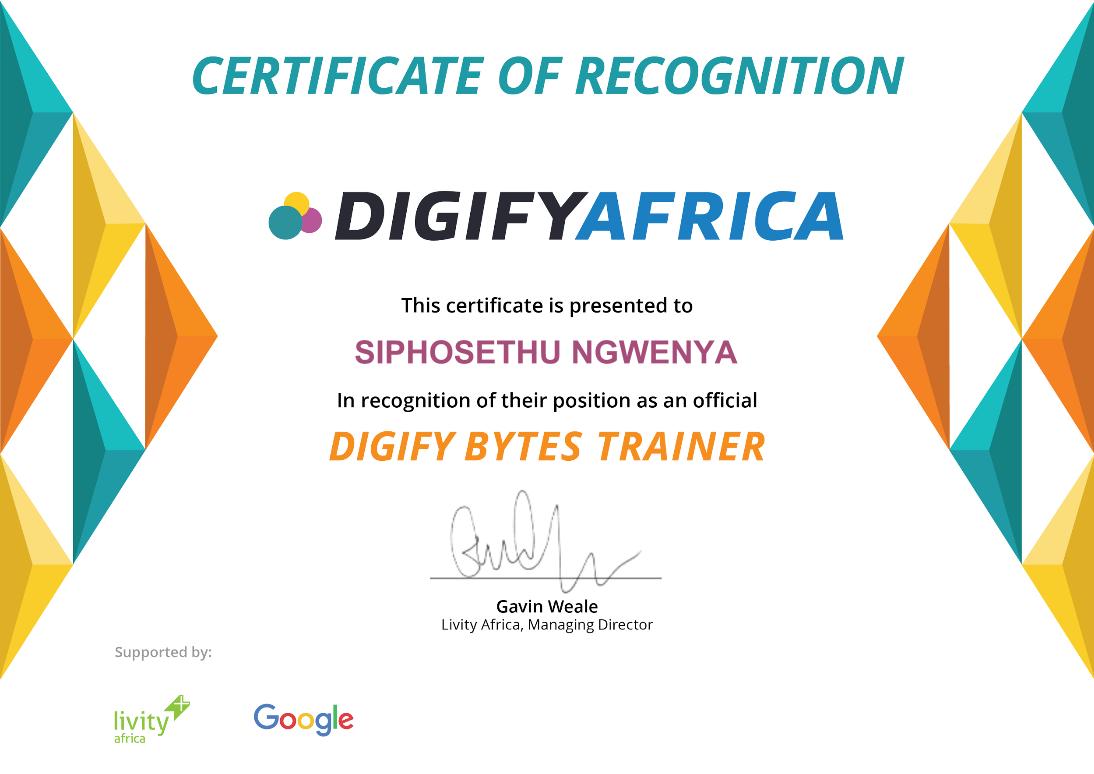 CERTIFICATE OF RECOGNITION
DIGIFYAFRICA
This certificate is presented to
SIPHOSETHU NGWENYA
In recognition of their position as an official
DIGIFY BYTES TRAINER
Gavin Weale
Livity Africa, Managing Director
Supported by:
livity
africa
Google